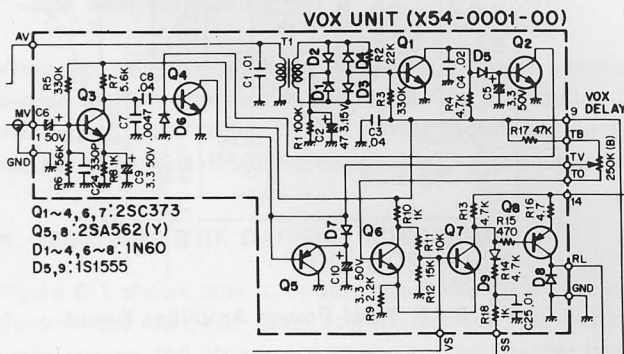 VOX UNIT (X54-0001-00)
AV
T1
D2
D4
R2
22K
Q1
C4 .02
D5
Q2
R5
330K
R7
5.6K
C8
.04
Q4
C1 .01
D1
D3
VOX
DELAY
Q3
R3
330K
R4
4.7K
C5
3.3
50V
9
MV
C6
1 50V
C7
.0047
D6
R1 100K
C2
47 3.15V
C3
.04
R17 47K
TB
TV
TO
250K (B)
GND
R6 56K
C24 330P
R8 1K
C9
3.3 50V
14
Q1~4, 6, 7: 2SC373
Q5, 8: 2SA562(Y)
D1~4, 6~8: 1N60
D5, 9: 1S1555
D7
Q6
R10
1K
R11
10K
Q7
R13
4.7K
R15
470
Q8
R16
4.7
C10
3.3 50V
R12 15K
D9
R14
4.7K
D8
RL
Q5
R9 2.2K
R18
1K
C25 .01
GND
VS
SS